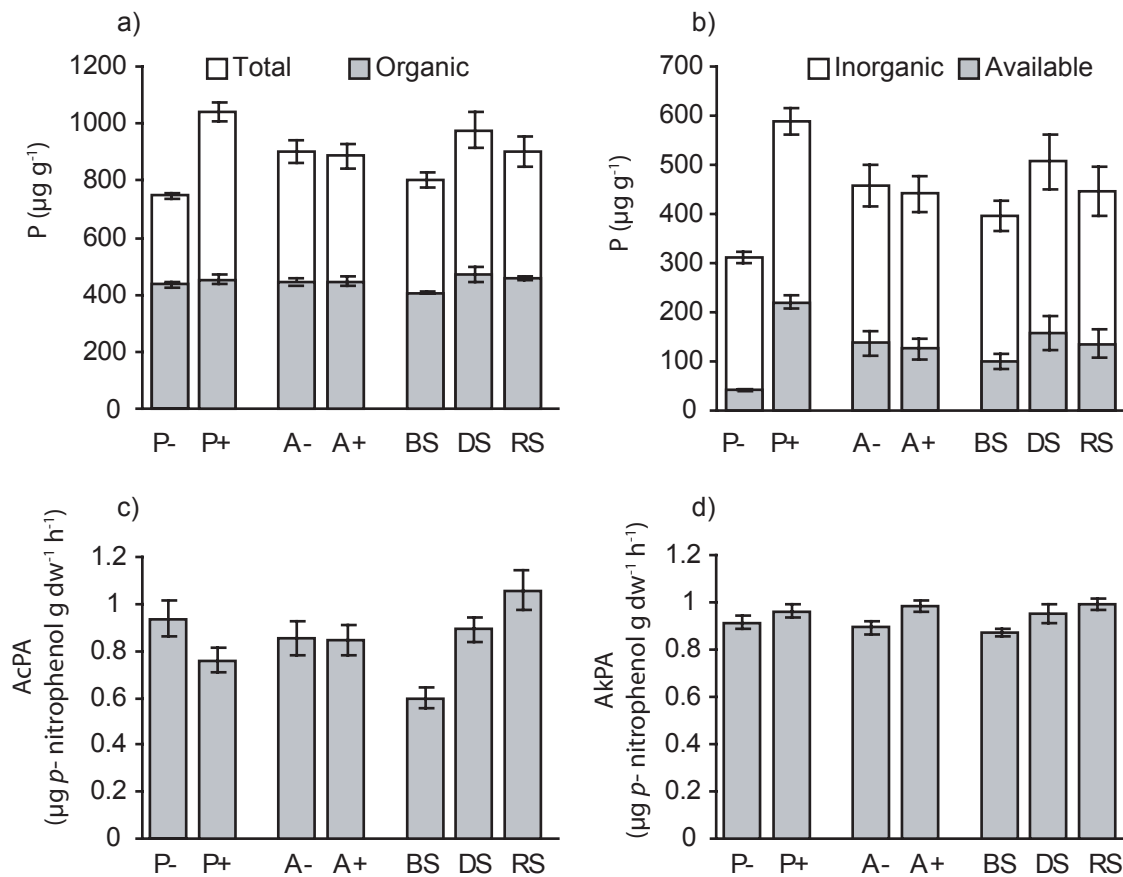 a)
Total Organic
1200
1000
800
600
400
200
0
P (µg g⁻¹)
P- P+ A - A + BS DS RS
b)
Inorganic Available
700
600
500
400
300
200
100
0
P (µg g⁻¹)
P- P+ A - A + BS DS RS
c)
1.2
1
0.8
0.6
0.4
0.2
0
AcPA
(µg p- nitrophenol g dw⁻¹ h⁻¹)
P- P+ A - A + BS DS RS
d)
1.2
1
0.8
0.6
0.4
0.2
0
AkPA
(µg p- nitrophenol g dw⁻¹ h⁻¹)
P- P+ A - A + BS DS RS